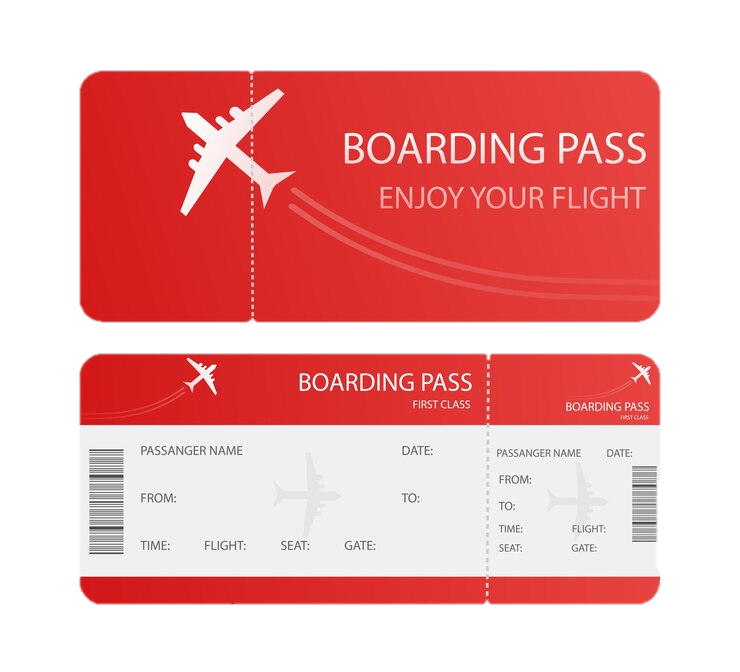 BOARDING PASS
ENJOY YOUR FLIGHT
BOARDING PASS
FIRST CLASS
PASSANGER NAME DATE:
FROM: TO:
TIME: FLIGHT: SEAT: GATE:
BOARDING PASS
FIRST CLASS
PASSANGER NAME DATE:
FROM:
TO:
TIME: FLIGHT:
SEAT: GATE: